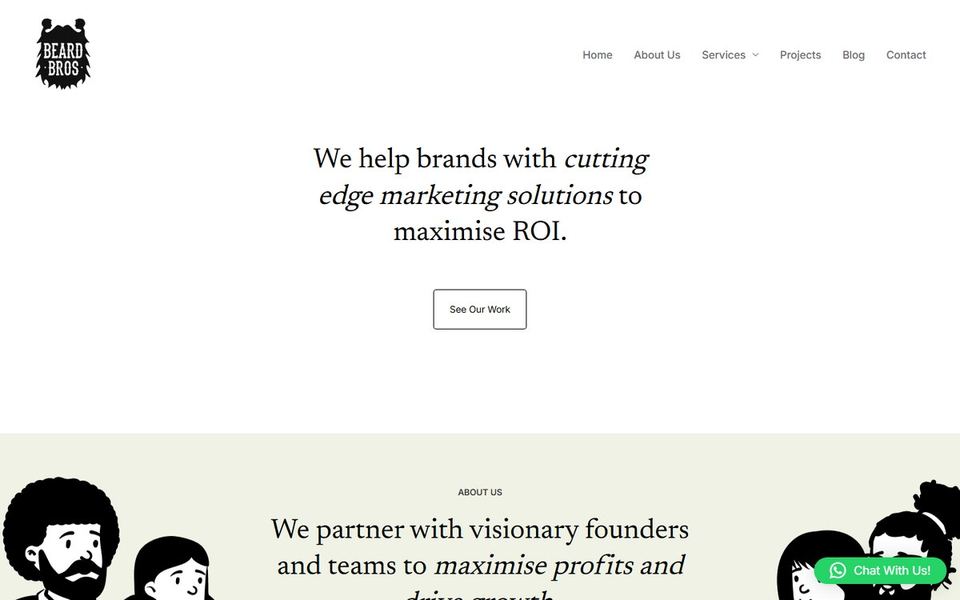 BEARD
BROS
Home About Us Services Projects Blog Contact
We help brands with cutting
edge marketing solutions to
maximise ROI.
See Our Work
ABOUT US
We partner with visionary founders
and teams to maximise profits and
drive growth
Chat With Us!